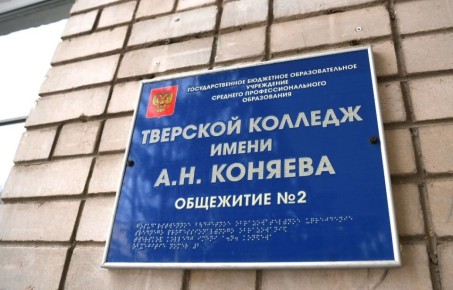 ГОСУДАРСТВЕННОЕ БЮДЖЕТНОЕ ОБРАЗОВАТЕЛЬНОЕ
УЧРЕЖДЕНИЕ
СРЕДНЕГО ПРОФЕССИОНАЛЬНОГО
ОБРАЗОВАНИЯ
ТВЕРСКОЙ КОЛЛЕДЖ
ИМЕНИ
А.Н. КОНЯЕВА
ОБЩЕЖИТИЕ №2